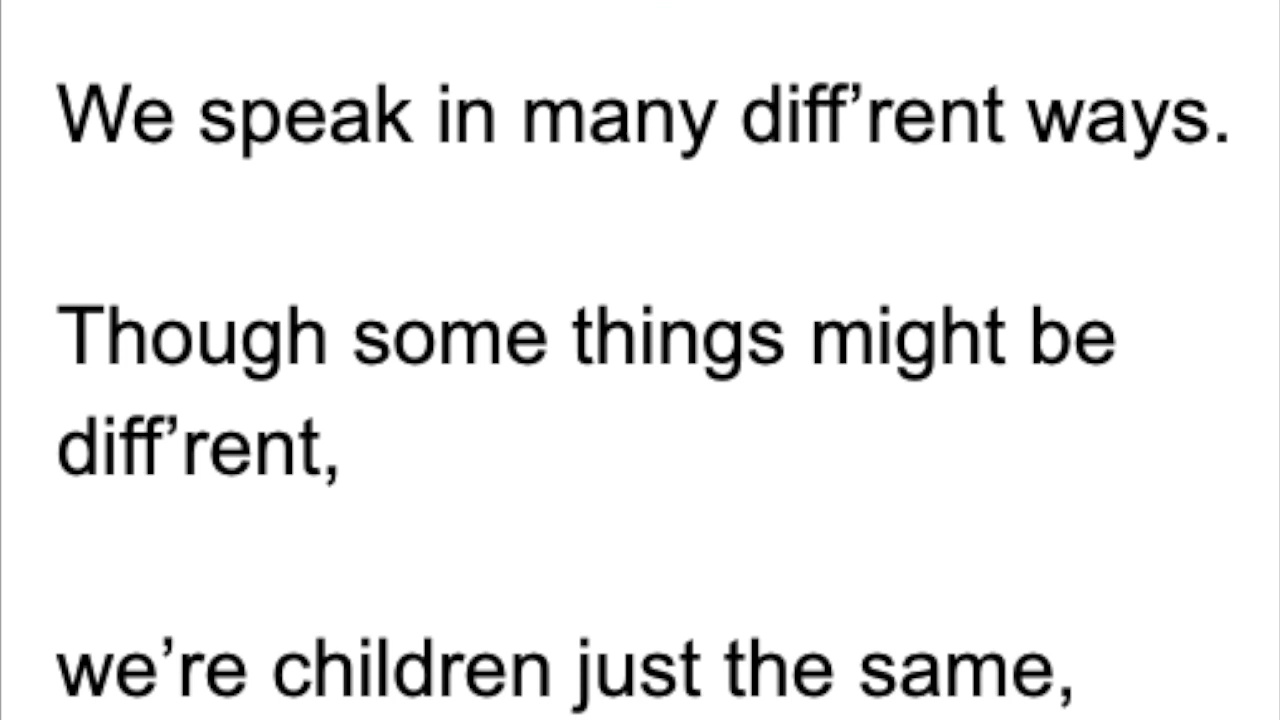 We speak in many diff’rent ways.
Though some things might be
diff’rent,
we’re children just the same,